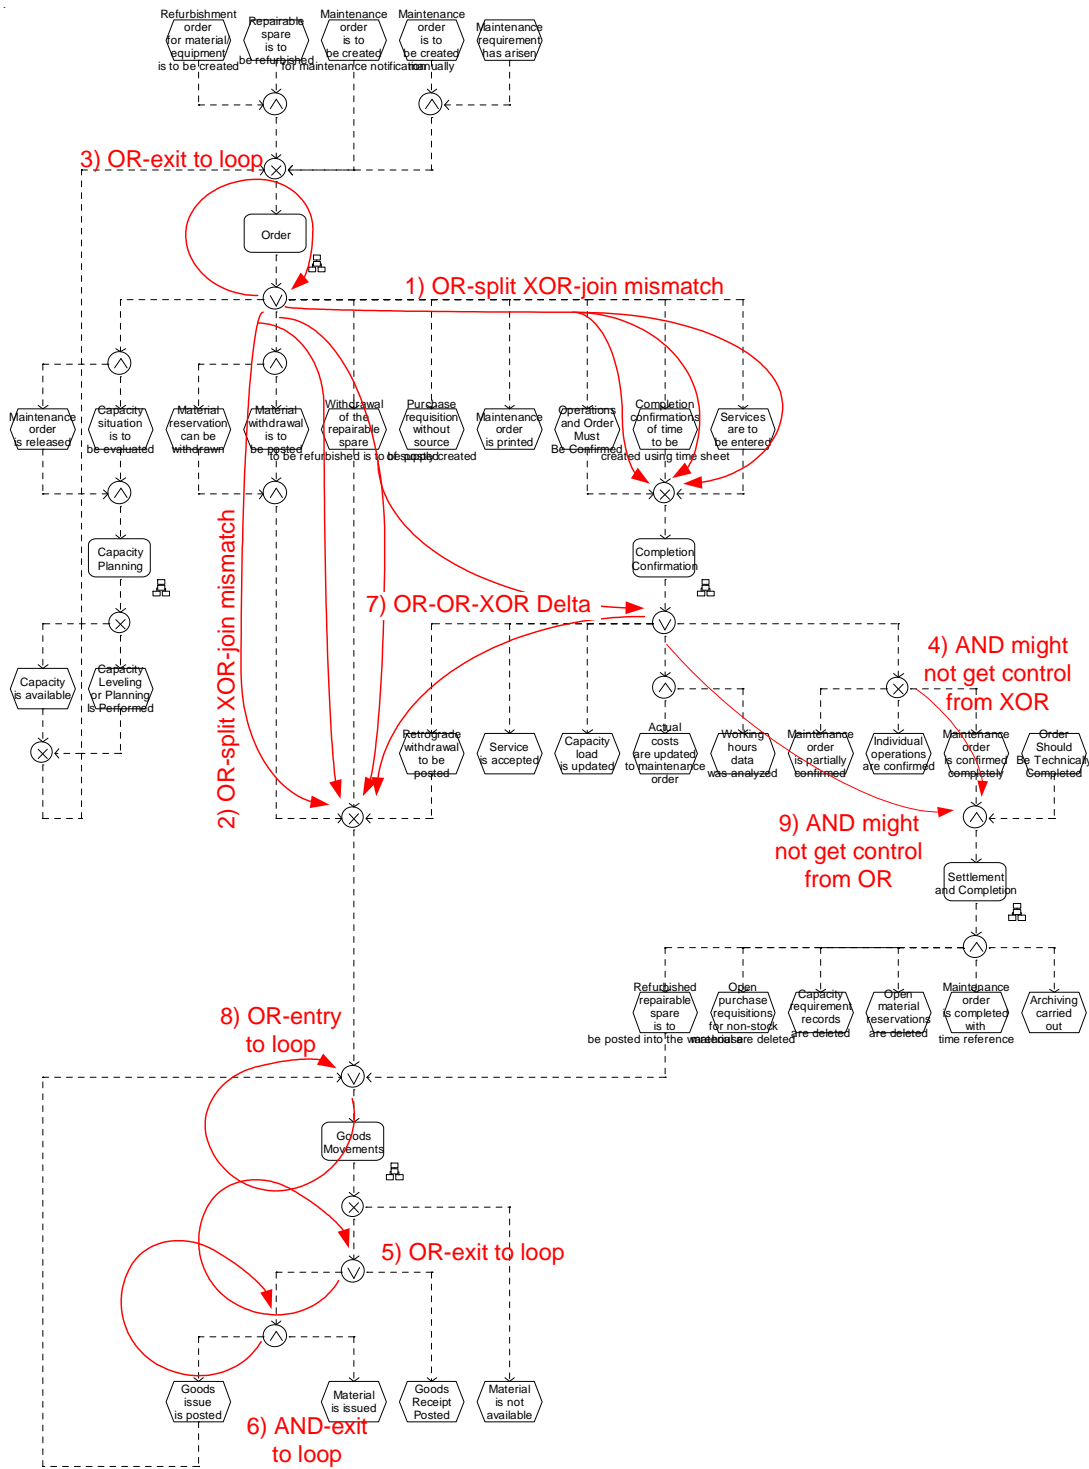 Refurbishment
order
for material/
equipment
is to be created
Repairable
spare
is to
be refurbished
Maintenance
order
is to be
created
for maintenance notification
Maintenance
order
is to
be created
manually
Maintenance
requirement
has arisen
3) OR-exit to loop
Order
1) OR-split XOR-join mismatch
Maintenance
order
is released
Capacity
situation
is to
be evaluated
Material
reservation
can be
withdrawn
Material
withdrawal
is to
be posted
Withdrawal
of the
repairable
spare
to be refurbished is to be posted
Purchase
requisition
without
source
of supply created
Maintenance
order
is printed
Operations
and Order
Must
Be Confirmed
Completion
confirmations
of time
to be
created using time sheet
Services
are to
be entered
2) OR-split XOR-join mismatch
Capacity
Planning
Completion
Confirmation
7) OR-OR-XOR Delta
4) AND might
not get control
from XOR
Capacity
is available
Capacity
Leveling
or Planning
Is Performed
Retrograde
withdrawal
to be
posted
Service
is accepted
Capacity
load
is updated
Actual
costs
are updated
to maintenance
order
Working
hours
data
was analyzed
Maintenance
order
is partially
confirmed
Individual
operations
are confirmed
Maintenance
order
is confirmed
completely
Order
Should
Be Technically
Completed
9) AND might
not get control
from OR
Settlement
and Completion
Refurbished
repairable
spare
is to
be posted into the warehouse
Open
purchase
requisitions
for non-stock
material are deleted
Capacity
requirement
records
are deleted
Open
material
reservations
are deleted
Maintenance
order
is completed
with
time reference
Archiving
carried
out
8) OR-entry
to loop
Goods
Movements
5) OR-exit to loop
Goods
issue
is posted
Material
is issued
Goods
Receipt
Posted
Material
is not
available
6) AND-exit
to loop